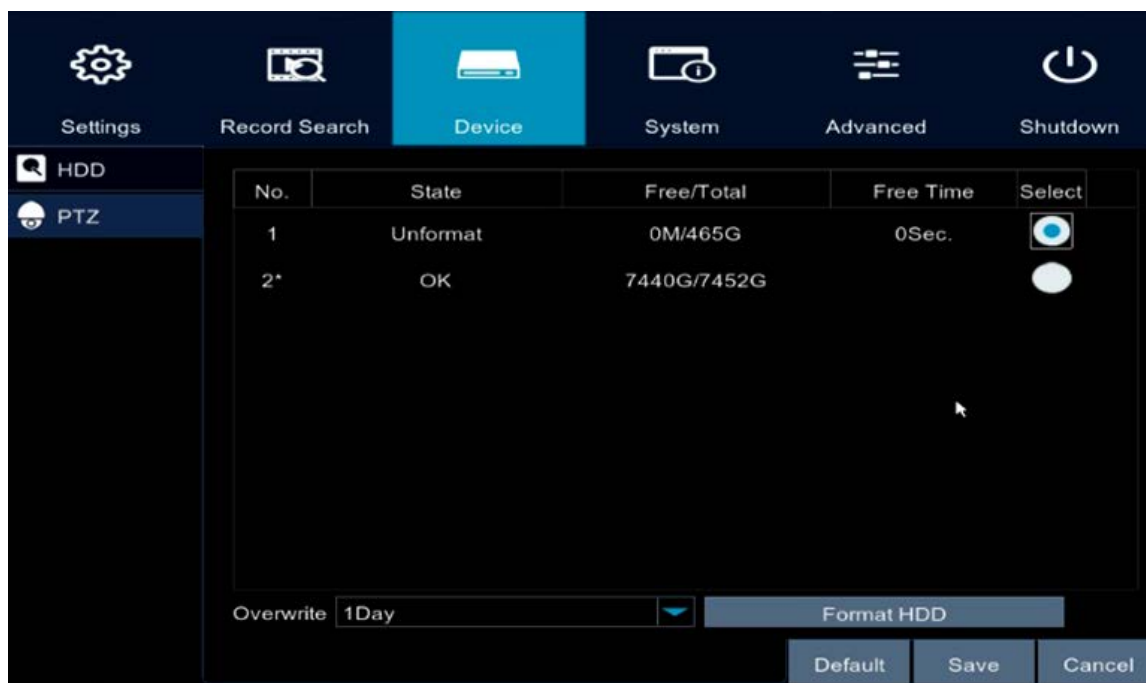 Settings Record Search Device System Advanced Shutdown
HDD
PTZ
No. State Free/Total Free Time Select
1 Unformat 0M/465G 0Sec.
2* OK 7440G/7452G
Overwrite 1Day Format HDD
Default Save Cancel